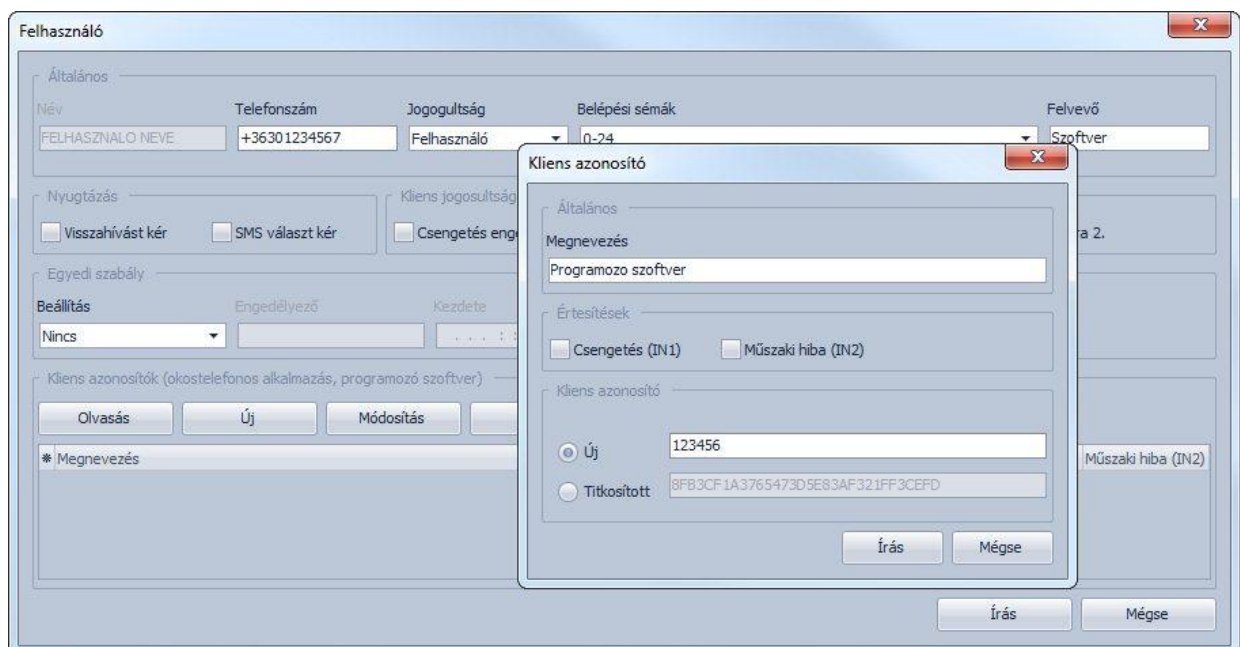 Felhasználó
Általános
Név Telefonszám Jogogultság Belépési sémák Felvevő
FELHASZNALO NEVE +36301234567 Felhasználó 0-24 Szoftver
Kliens azonosító
Nyugtázás Kliens jogosultság
Általános
Visszahívást kér SMS választ kér Csengetés 2.
Megnevezés
Programozo szoftver
Egyedi szabály
Beállítás Engedélyező Kezdete
Értesítések
Nincs . . . : :
Csengetés (IN1) Műszaki hiba (IN2)
Kliens azonosítók (okostelefonos alkalmazás, programozó szoftver)
Kliens azonosító
Olvasás Új Módosítás
Új 123456
Megnevezés Műszaki hiba (IN2)
Titkosított 8FB3CF1A3765473D5E83AF321FF3CEFD
Írás Mégse
Írás Mégse